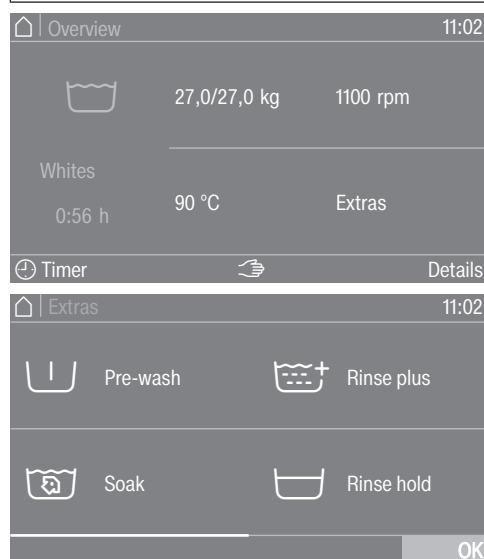 Overview 11:02
27,0/27,0 kg 1100 rpm
Whites
0:56 h
90 °C Extras
Timer Details
Extras 11:02
Pre-wash Rinse plus
Soak Rinse hold
OK